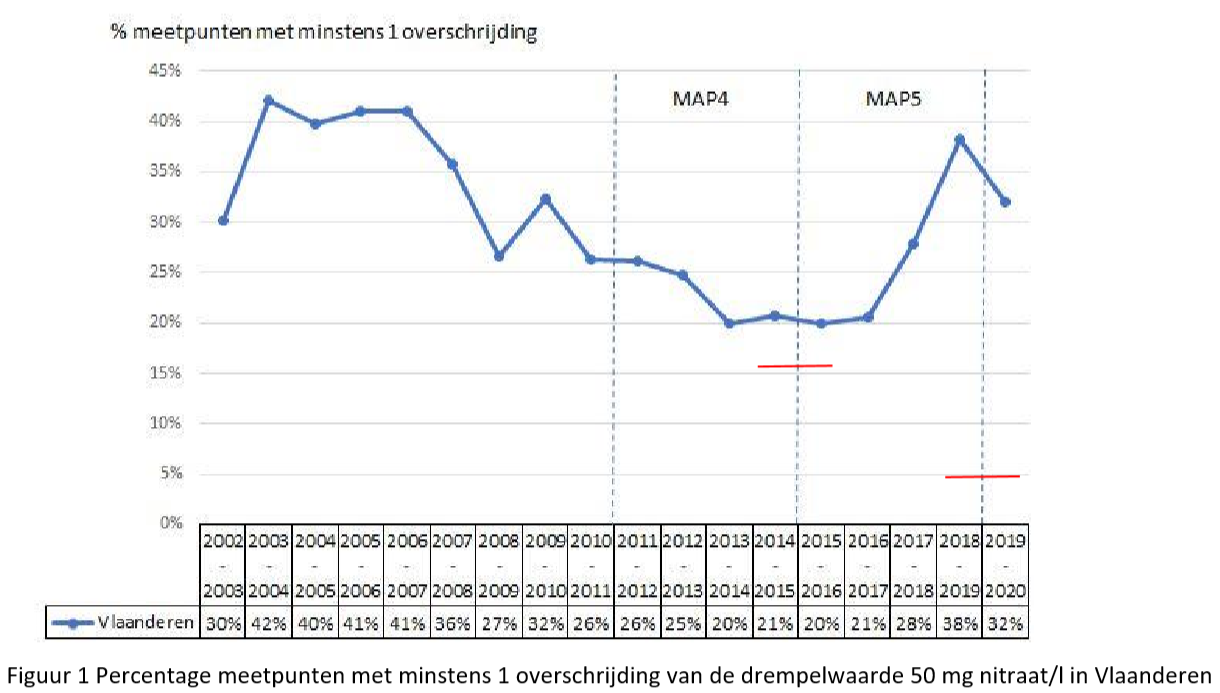 % meetpunten met minstens 1 overschrijding
45%
MAP4 MAP5
40%
35%
30%
25%
20%
15%
10%
5%
0%
2002 2003 2004 2005 2006 2007 2008 2009 2010 2011 2012 2013 2014 2015 2016 2017 2018 2019
- - - - - - - - - - - - - - - - - -
2003 2004 2005 2006 2007 2008 2009 2010 2011 2012 2013 2014 2015 2016 2017 2018 2019 2020
Vlaanderen 30% 42% 40% 41% 41% 36% 27% 32% 26% 26% 25% 20% 21% 20% 21% 28% 38% 32%
Figuur 1 Percentage meetpunten met minstens 1 overschrijding van de drempelwaarde 50 mg nitraat/l in Vlaanderen